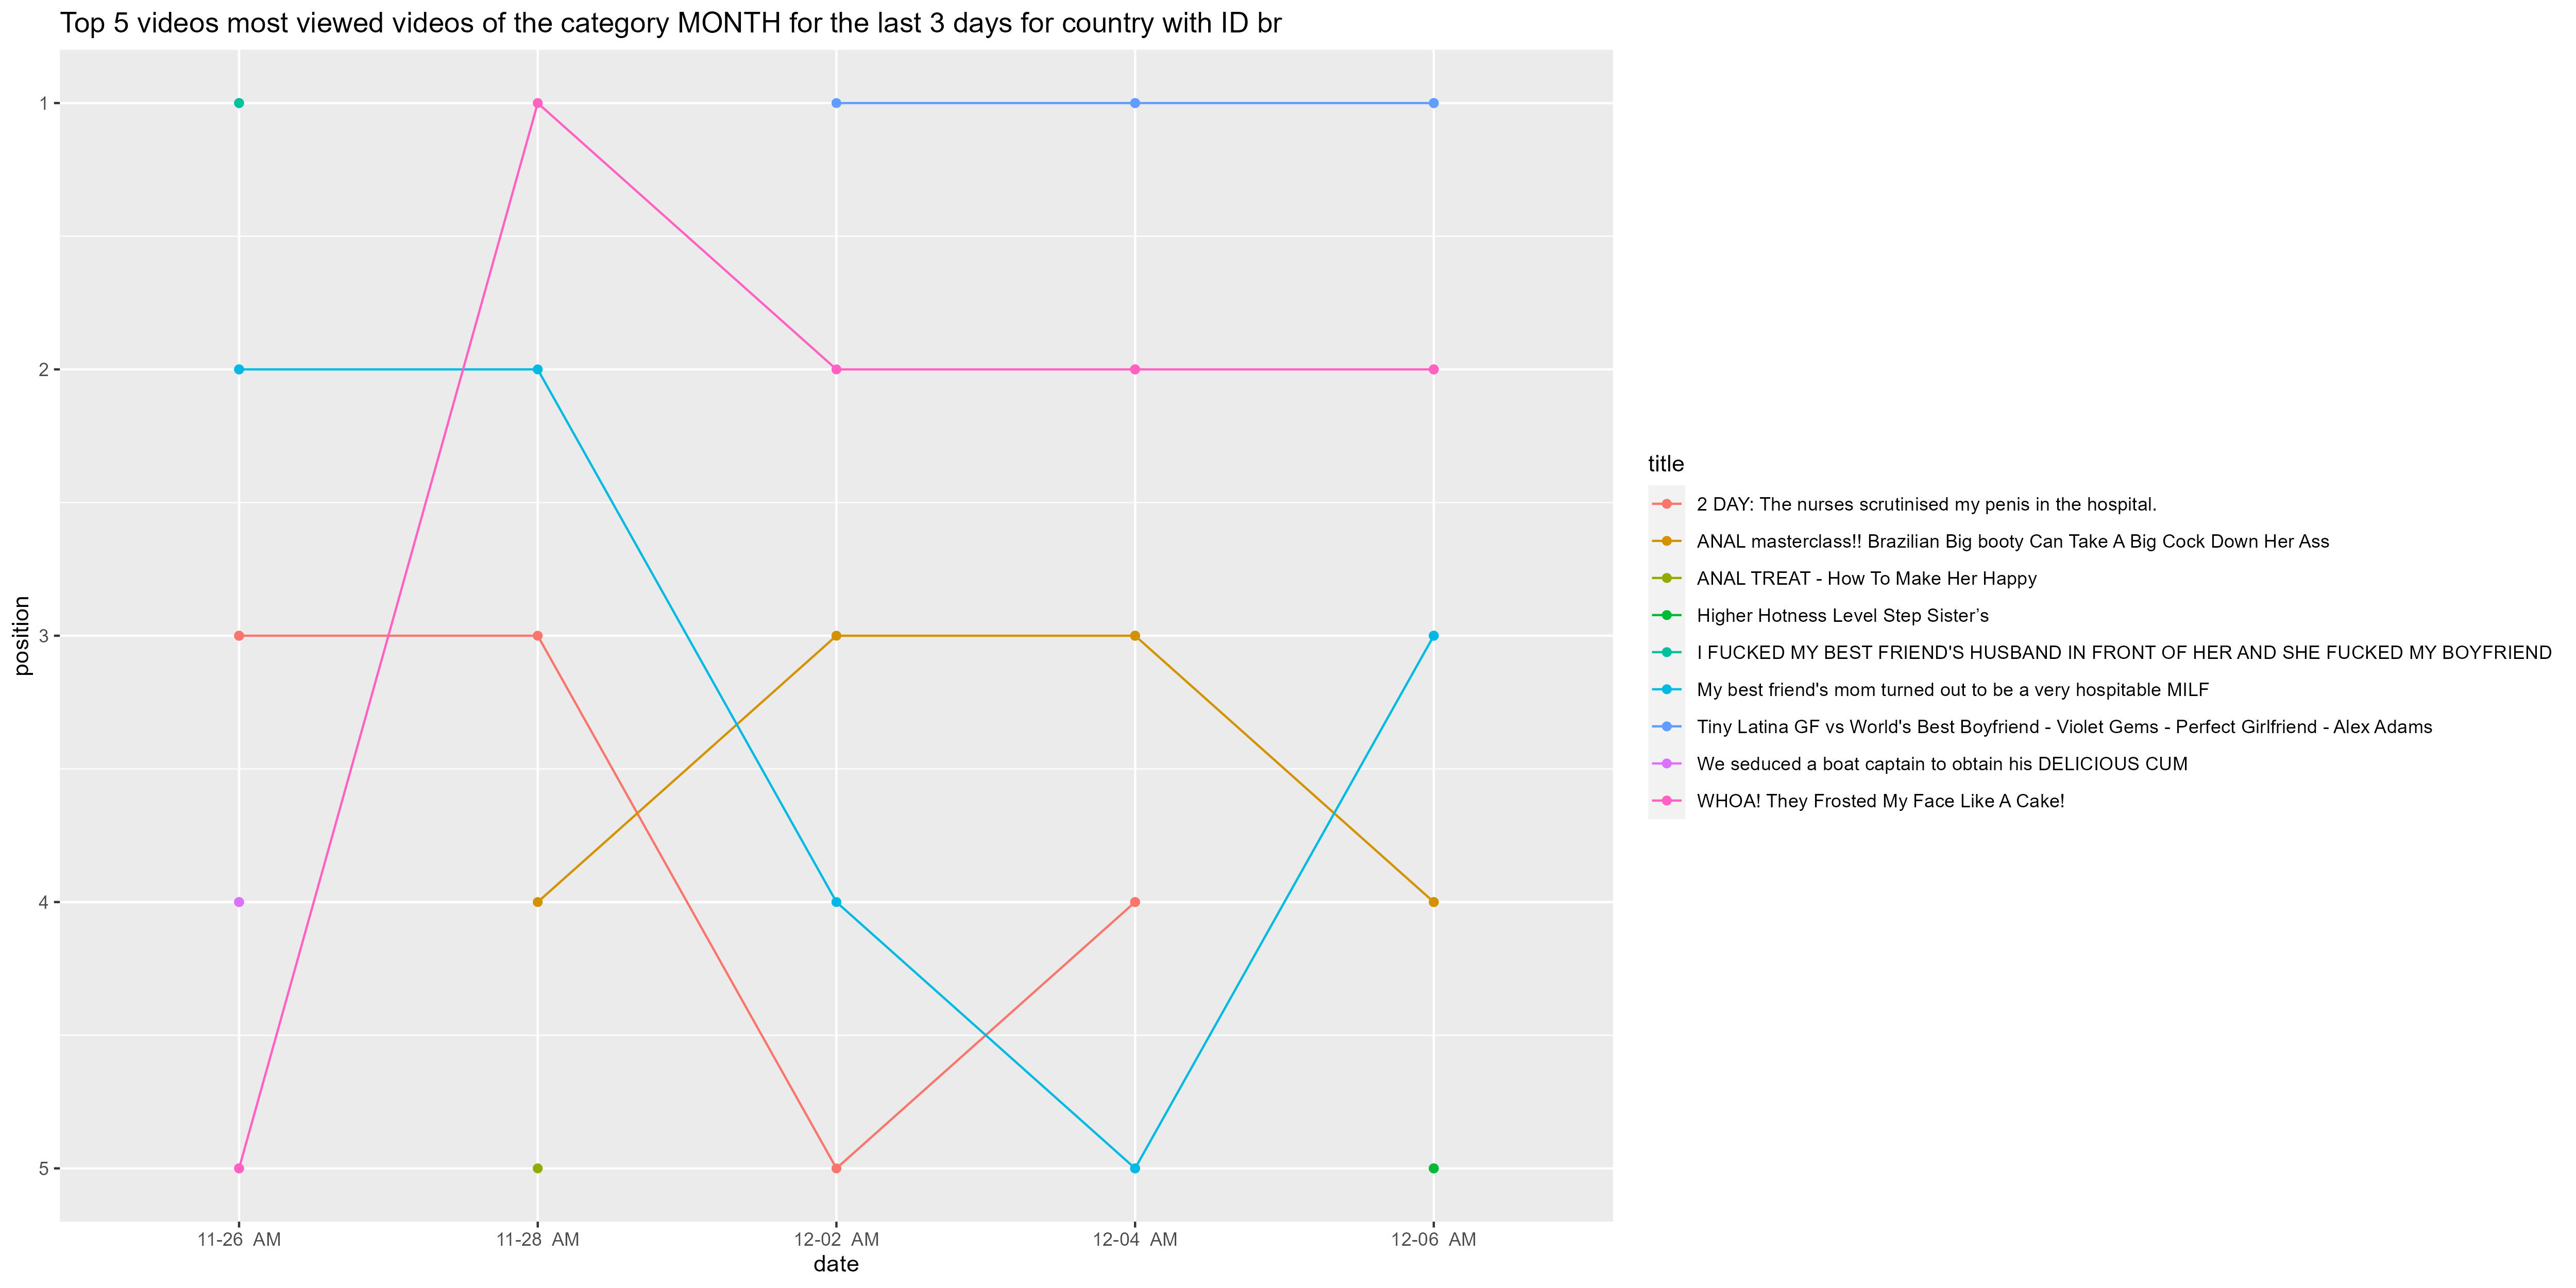 Top 5 videos most viewed videos of the category MONTH for the last 3 days for country with ID br
1
2
3
4
5
position
11-26 AM
11-28 AM
12-02 AM
12-04 AM
12-06 AM
date
title
2 DAY: The nurses scrutinised my penis in the hospital.
ANAL masterclass!! Brazilian Big booty Can Take A Big Cock Down Her Ass
ANAL TREAT - How To Make Her Happy
Higher Hotness Level Step Sister’s
I FUCKED MY BEST FRIEND'S HUSBAND IN FRONT OF HER AND SHE FUCKED MY BOYFRIEND
My best friend's mom turned out to be a very hospitable MILF
Tiny Latina GF vs World's Best Boyfriend - Violet Gems - Perfect Girlfriend - Alex Adams
We seduced a boat captain to obtain his DELICIOUS CUM
WHOA! They Frosted My Face Like A Cake!